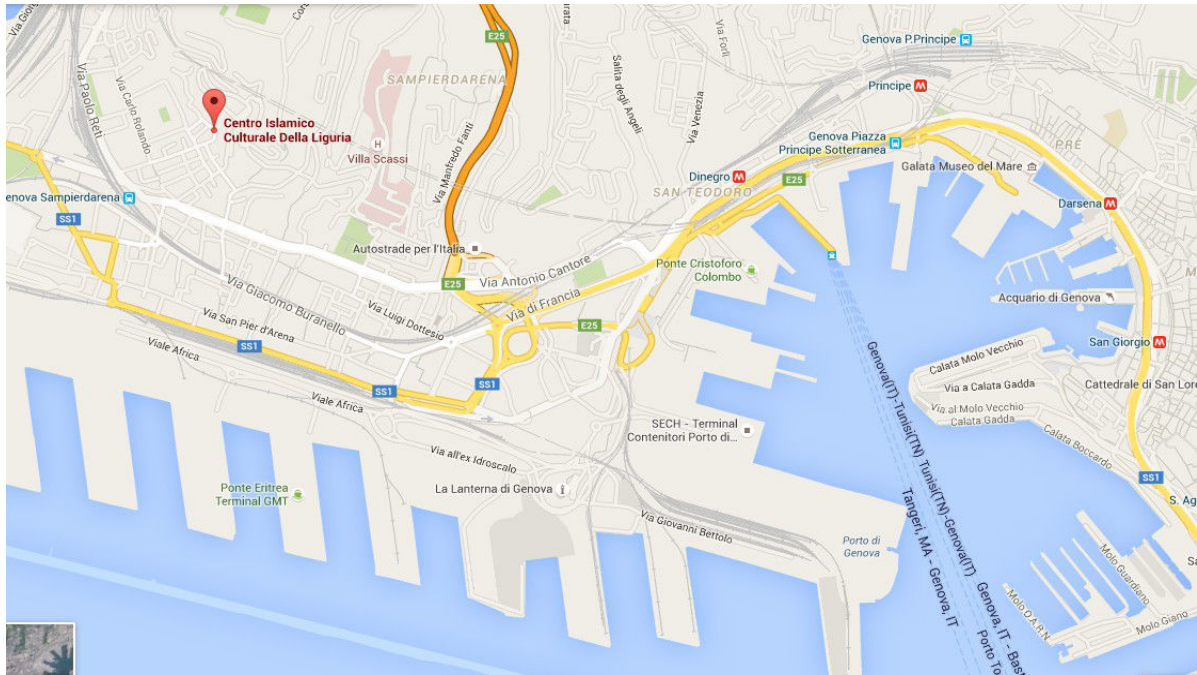 Via Giorg
Via Paolo Reti
Via Carlo Rolando
Centro Islamico
Culturale Della Liguria
SAMPIERDARENA
E25
H
Villa Scassi
Via Manfredo Fanti
Salita degli Angeli
Via Forlì
Via Venezia
Genova P.Principe
Principe M
Genova Piazza
Principe Sotterranea
PRÈ
Galata Museo del Mare
Darsena M
Dinegro M
SAN TEODORO
E25
enova Sampierdarena
SS1
Autostrade per l'Italia
E25
Via Antonio Cantore
Via di Francia
Ponte Cristoforo
Colombo
Acquario di Genova
San Giorgio M
Via Giacomo Buranello
Via Luigi Dottesio
Via San Pier d'Arena
E25
Viale Africa
SS1
Viale Africa
SS1
SS1
Calata Molo Vecchio
Via a Calata Gadda
Via al Molo Vecchio
Calata Gadda
Cattedrale di San Lor
Calata Boccardo
SS1
S. Ag
SECH - Terminal
Contenitori Porto di...
Via all'ex Idroscalo
La Lanterna di Genova
Ponte Eritrea
Terminal GMT
Via Giovanni Bettolo
Porto di
Genova
Genova(IT)-Tunisi(TN) Tunisi(TN)-Genova(IT)
Genova, IT - Bast
Tangeri, MA - Genova, IT
Porto To
Molo Guardiano
Molo O.A.R.N.
Molo Giano